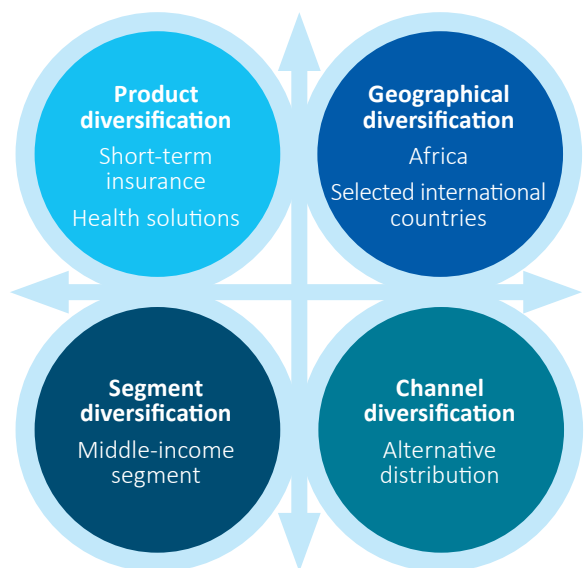 Product
diversification
Short-term
insurance
Health solutions
Geographical
diversification
Africa
Selected international
countries
Segment
diversification
Middle-income
segment
Channel
diversification
Alternative
distribution